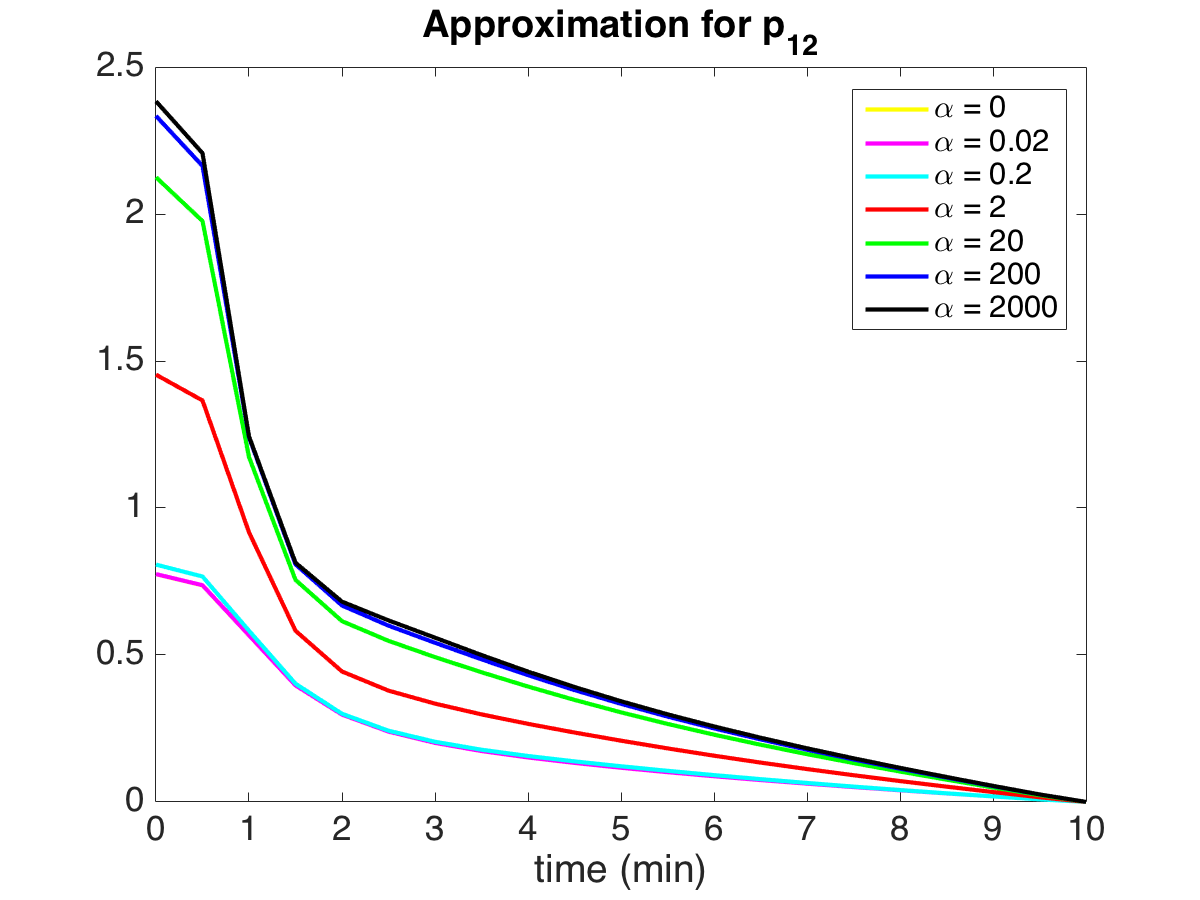 Approximation for p₁₂
2.5
2
1.5
1
0.5
0
α = 0
α = 0.02
α = 0.2
α = 2
α = 20
α = 200
α = 2000
0 1 2 3 4 5 6 7 8 9 10
time (min)